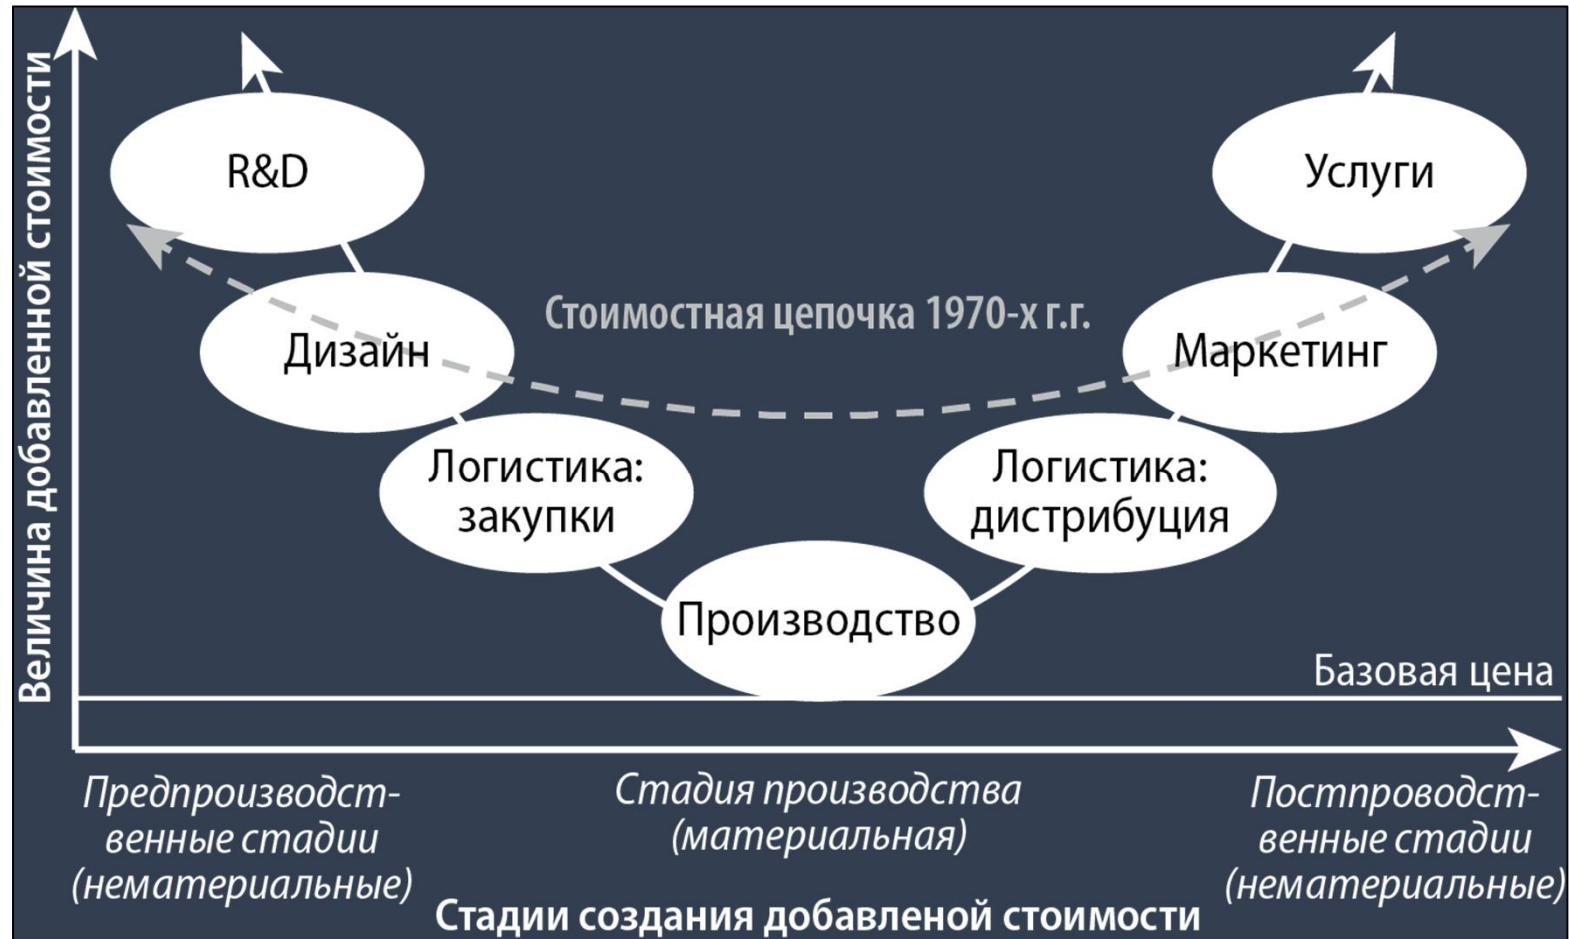 Величина добавленной стоимости
R&D
Услуги
Стоимостная цепочка 1970-х г.г.
Дизайн
Маркетинг
Логистика:
закупки
Логистика:
дистрибуция
Производство
Базовая цена
Предпроизводст-
венные стадии
(нематериальные)
Стадия производства
(материальная)
Постпроводст-
венные стадии
(нематериальные)
Стадии создания добавленой стоимости